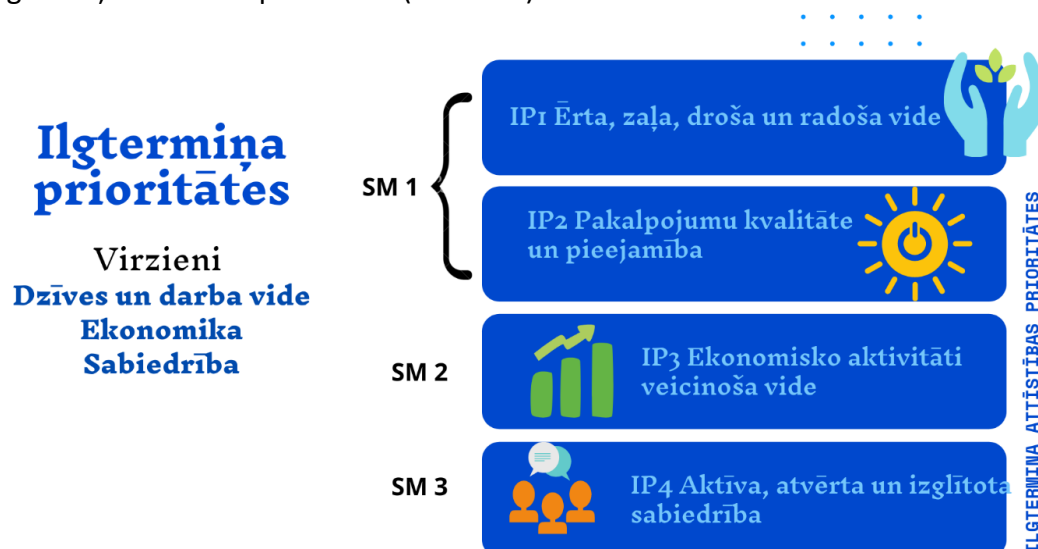 Ilgtermiņa
prioritātes
Virzieni
Dzīves un darba vide
Ekonomika
Sabiedrība
SM 1
IP1 Ērta, zaļa, droša un radoša vide
IP2 Pakalpojumu kvalitāte
un pieejamība
SM 2
IP3 Ekonomisko aktivitāti
veicinoša vide
SM 3
IP4 Aktīva, atvērta un izglītota
sabiedrība
ILGTERMIŅA ATTĪSTĪBAS PRIORITĀTES